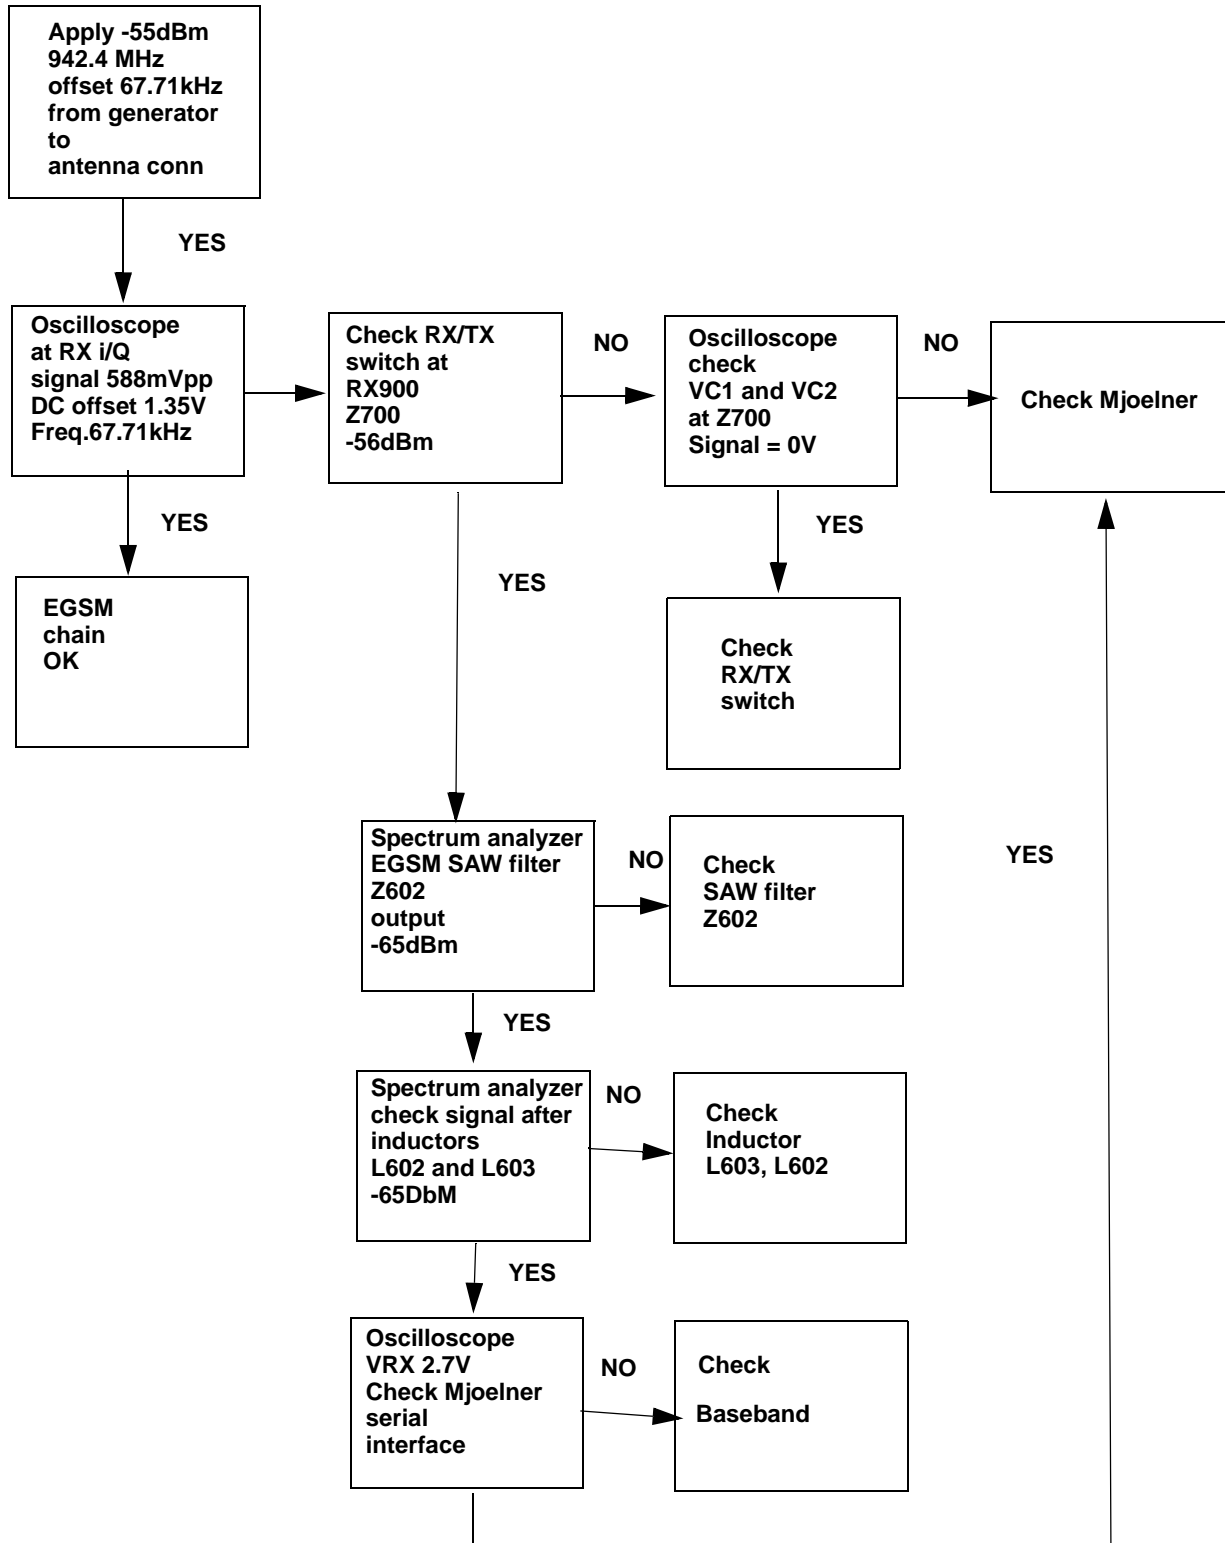 Apply -55dBm
942.4 MHz
offset 67.71kHz
from generator
to
antenna conn
YES
Oscilloscope
at RX i/Q
signal 588mVpp
DC offset 1.35V
Freq.67.71kHz
Check RX/TX
switch at
RX900
Z700
-56dBm
NO
Oscilloscope
check
VC1 and VC2
at Z700
Signal = 0V
NO
Check Mjoelner
YES
EGSM
chain
OK
YES
YES
Check
RX/TX
switch
Spectrum analyzer
EGSM SAW filter
Z602
output
-65dBm
NO
Check
SAW filter
Z602
YES
YES
Spectrum analyzer
check signal after
inductors
L602 and L603
-65DbM
NO
Check
Inductor
L603, L602
YES
Oscilloscope
VRX 2.7V
Check Mjoelner
serial
interface
NO
Check
Baseband